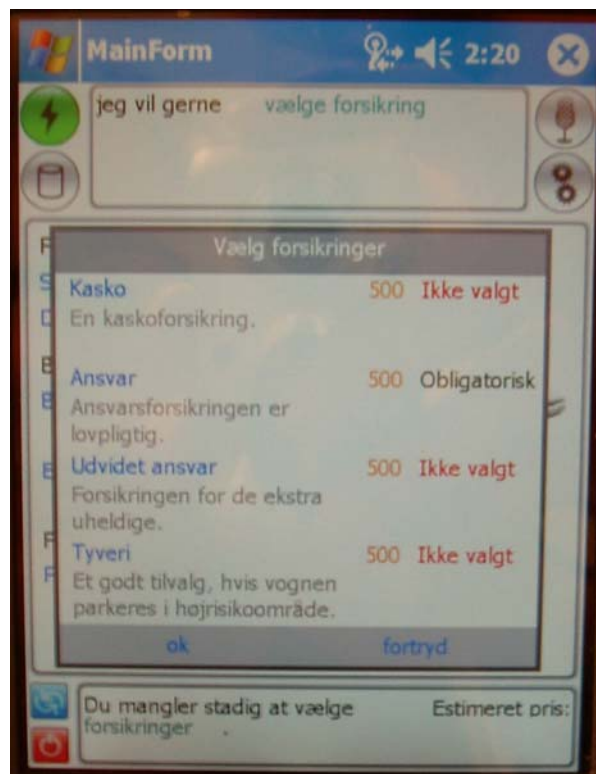 MainForm 2:20
jeg vil gerne vælge forsikring
Vælg forsikringer
Kasko 500 Ikke valgt
En kaskoforsikring.
Ansvar 500 Obligatorisk
Ansvarsforsikringen er
lovpligtig.
Udvidet ansvar 500 Ikke valgt
Forsikringen for de ekstra
uheldige.
Tyveri 500 Ikke valgt
Et godt tilvalg, hvis vognen
parkeres i højrisikoområde.
ok fortryd
Du mangler stadig at vælge Estimeret pris:
forsikringer